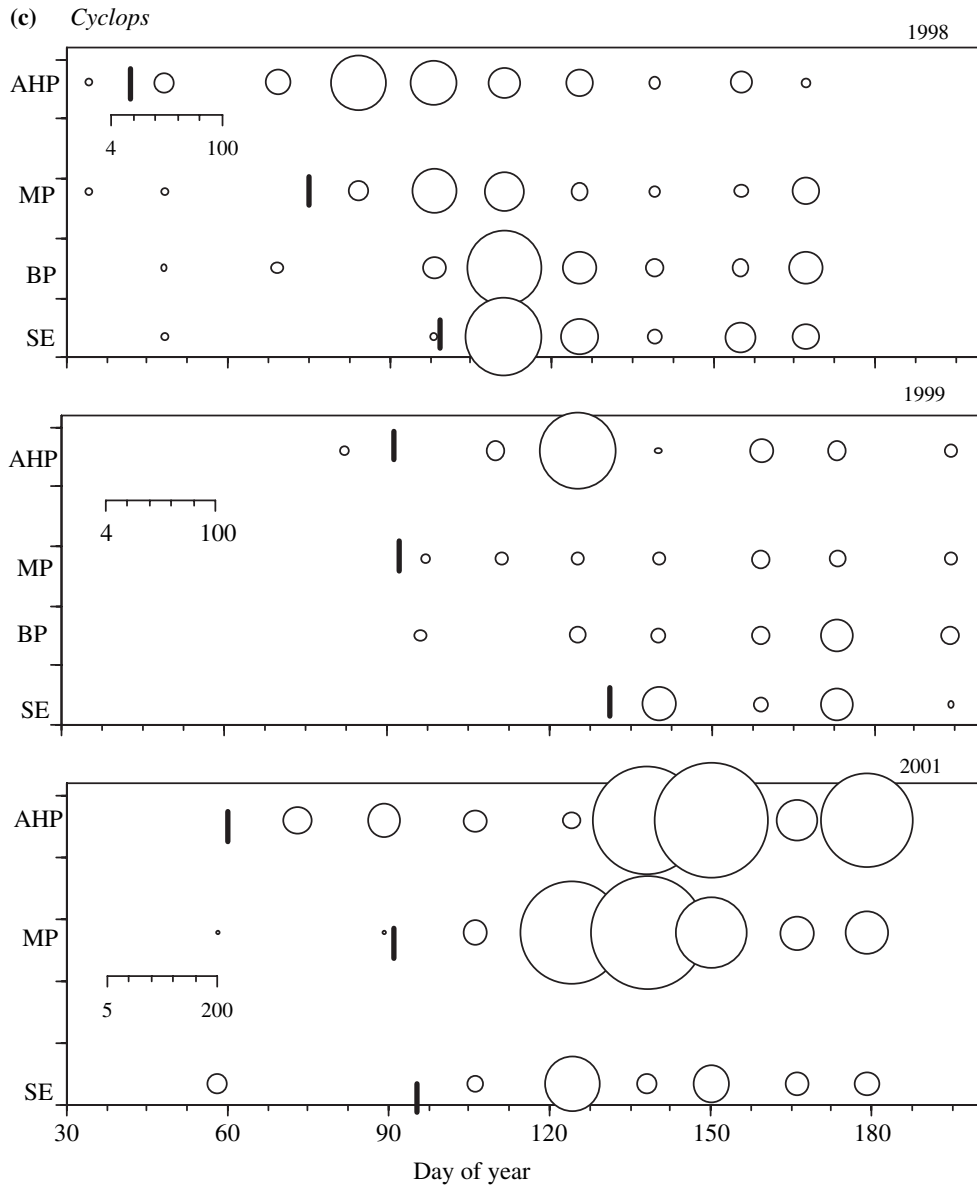 (c) Cyclops
1998
AHP
4 100
MP
BP
SE
1999
AHP
4 100
MP
BP
SE
2001
AHP
MP
5 200
SE
30 60 90 120 150 180
Day of year